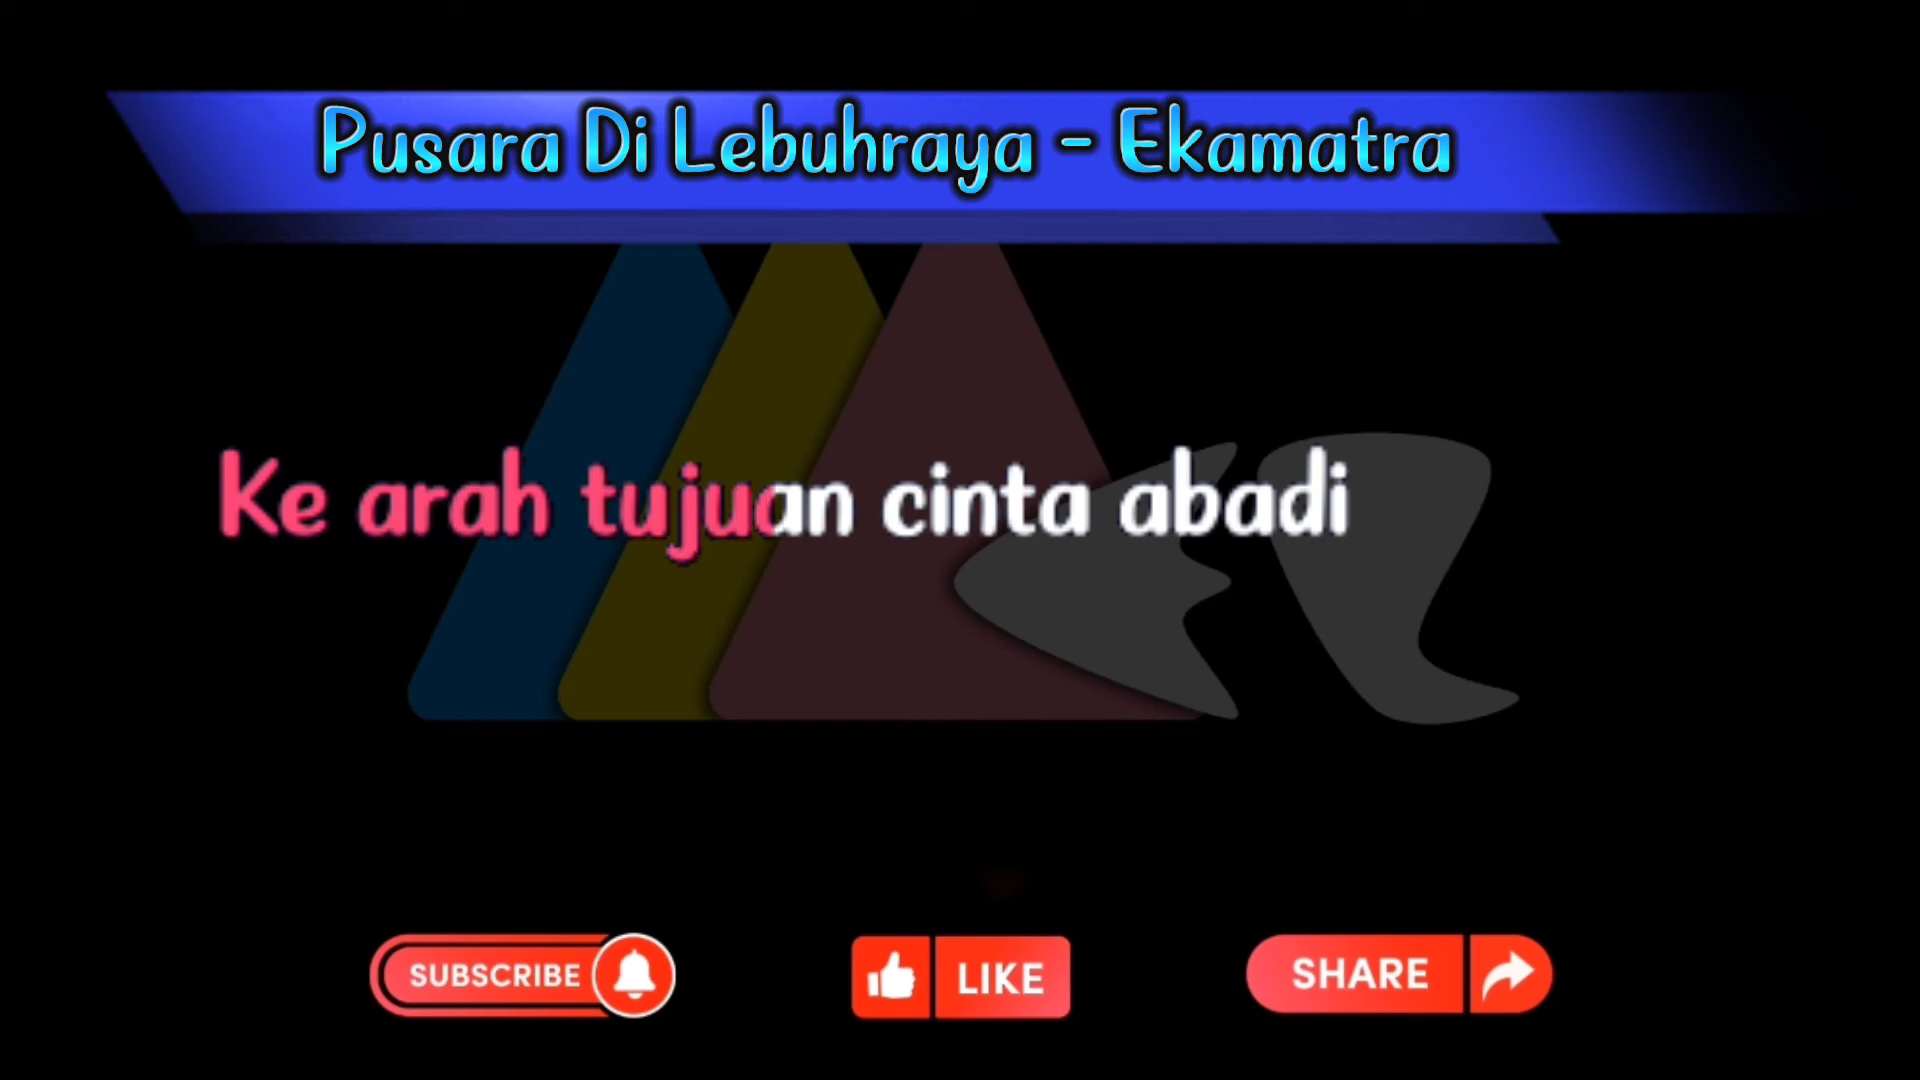 Pusara Di Lebuhraya - Ekamatra
Ke arah tujuan cinta abadi
SUBSCRIBE
LIKE
SHARE